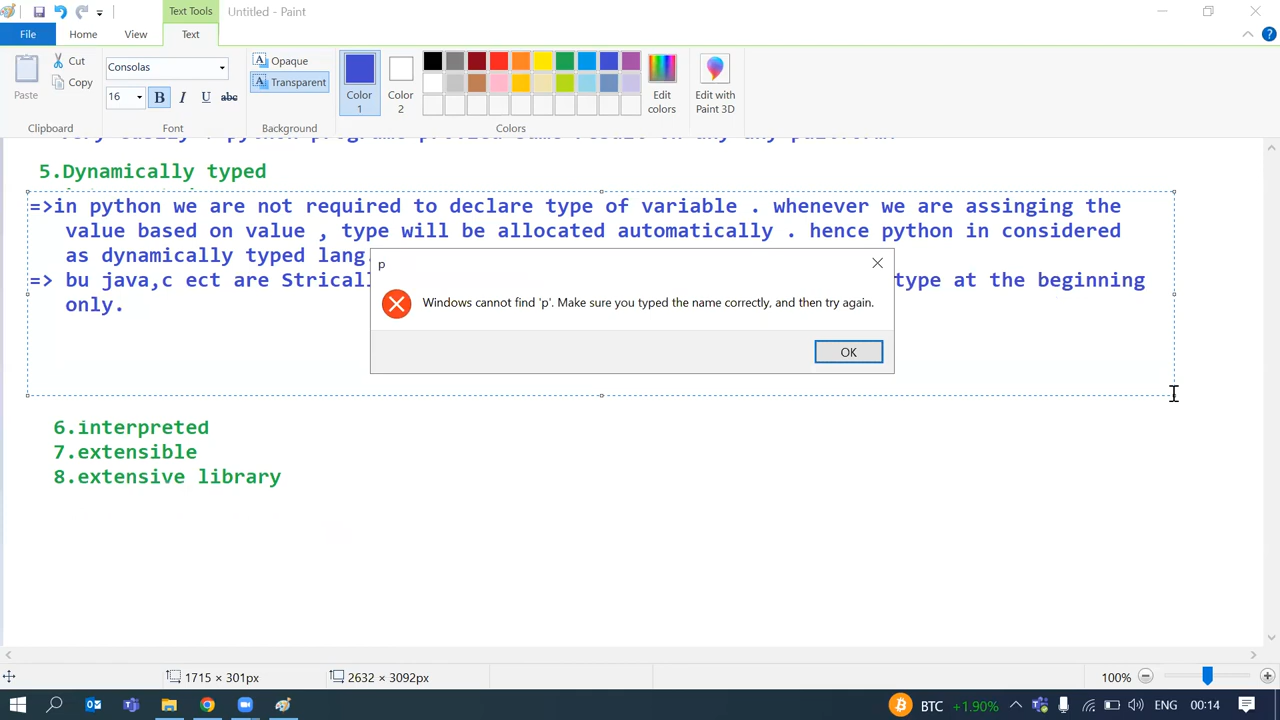 Text Tools
Untitled - Paint
File
Home
View
Text
Paste
Cut
Copy
Clipboard
Consolas
16
B
I
U
abc
Font
Opaque
Transparent
Background
Color 1
Color 2
Edit colors
Edit with Paint 3D
Colors
5.Dynamically typed
=>in python we are not required to declare type of variable . whenever we are assinging the
value based on value , type will be allocated automatically . hence python in considered
as dynamically typed lang
=> bu java,c ect are type at the beginning
only.
p
Windows cannot find 'p'. Make sure you typed the name correctly, and then try again.
OK
6.interpreted
7.extensible
8.extensive library
1715 × 301px
2632 × 3092px
100%
BTC
+1.90%
ENG
00:14